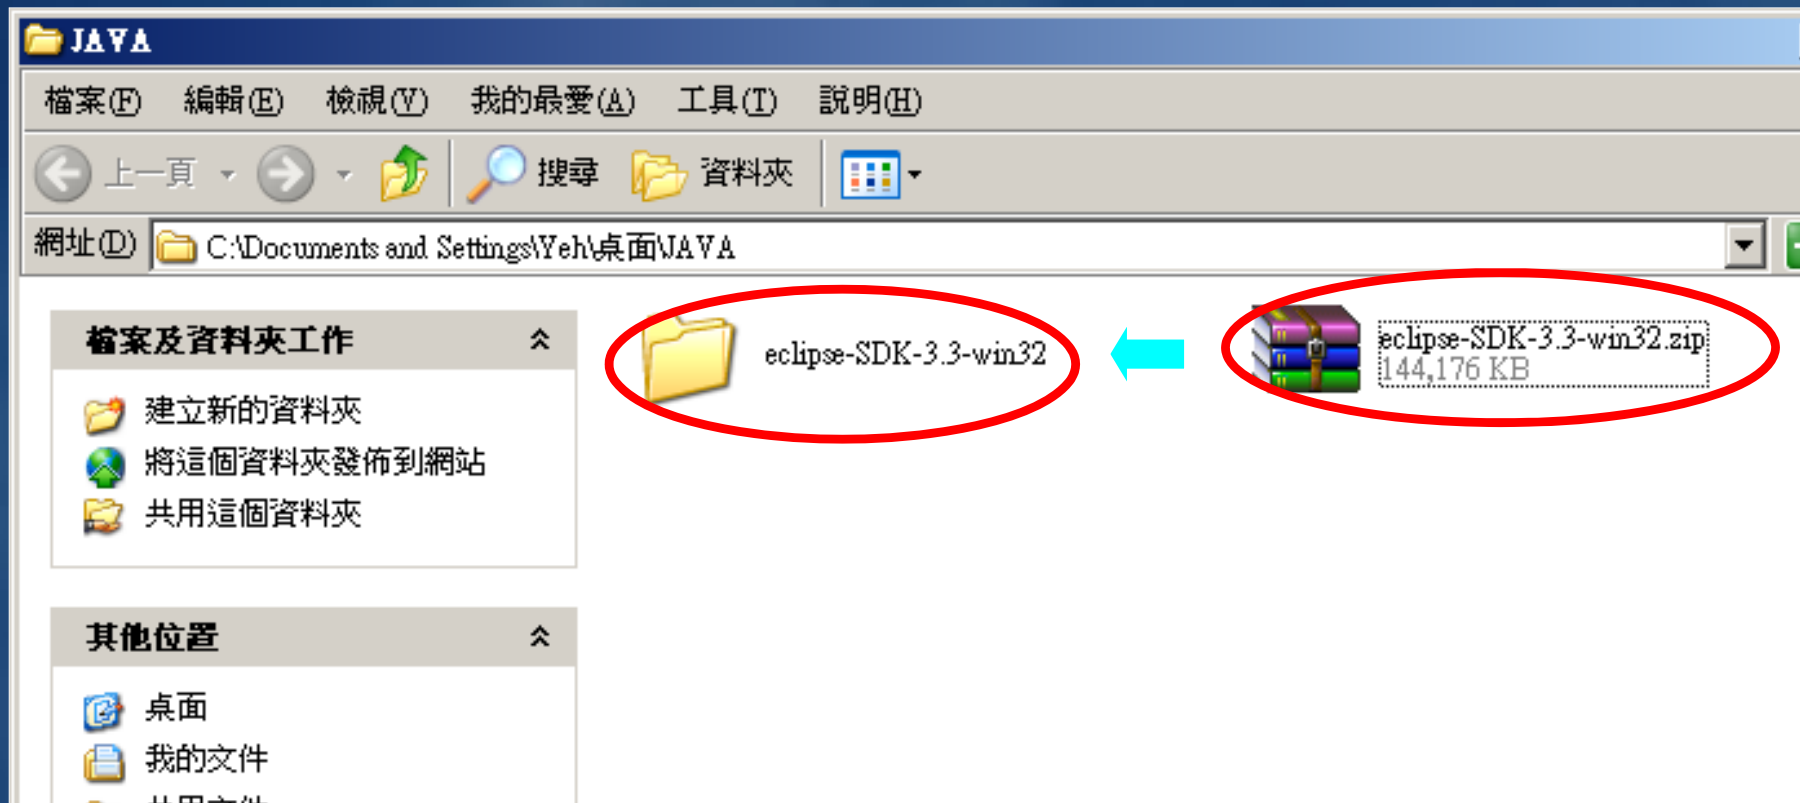 JAVA
檔案(F) 編輯(E) 檢視(V) 我的最愛(A) 工具(T) 說明(H)
上一頁 搜尋 資料夾
網址(D) C:\Documents and Settings\Yeh\桌面\JAVA
檔案及資料夾工作
建立新的資料夾
將這個資料夾發佈到網站
共用這個資料夾
其他位置
桌面
我的文件
共用文件
eclipse-SDK-3.3-win32
eclipse-SDK-3.3-win32.zip
144,176 KB